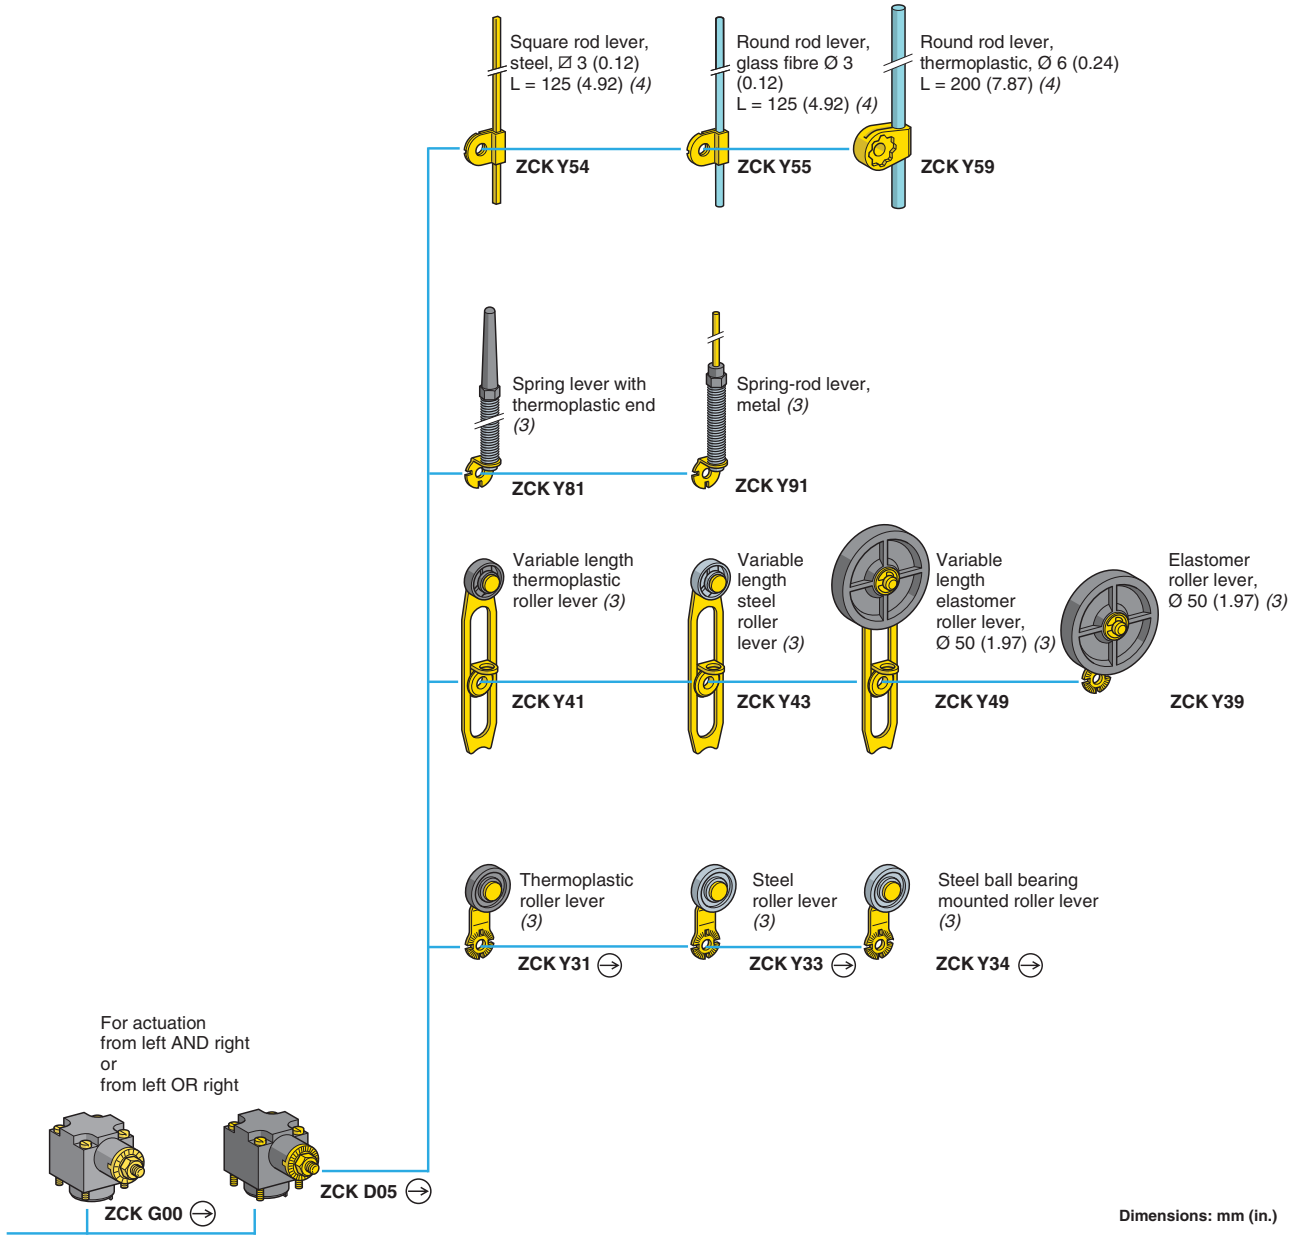 Square rod lever,
steel, ⍁ 3 (0.12)
L = 125 (4.92) (4)
ZCK Y54
Round rod lever,
glass fibre Ø 3
(0.12)
L = 125 (4.92) (4)
ZCK Y55
Round rod lever,
thermoplastic, Ø 6 (0.24)
L = 200 (7.87) (4)
ZCK Y59
Spring lever with
thermoplastic end
(3)
ZCK Y81
Spring-rod lever,
metal (3)
ZCK Y91
Variable length
thermoplastic
roller lever (3)
ZCK Y41
Variable
length
steel
roller
lever (3)
ZCK Y43
Variable
length
elastomer
roller lever,
Ø 50 (1.97) (3)
ZCK Y49
Elastomer
roller lever,
Ø 50 (1.97) (3)
ZCK Y39
Thermoplastic
roller lever
(3)
ZCK Y31
Steel
roller lever
(3)
ZCK Y33
Steel ball bearing
mounted roller lever
(3)
ZCK Y34
For actuation
from left AND right
or
from left OR right
ZCK G00
ZCK D05
Dimensions: mm (in.)